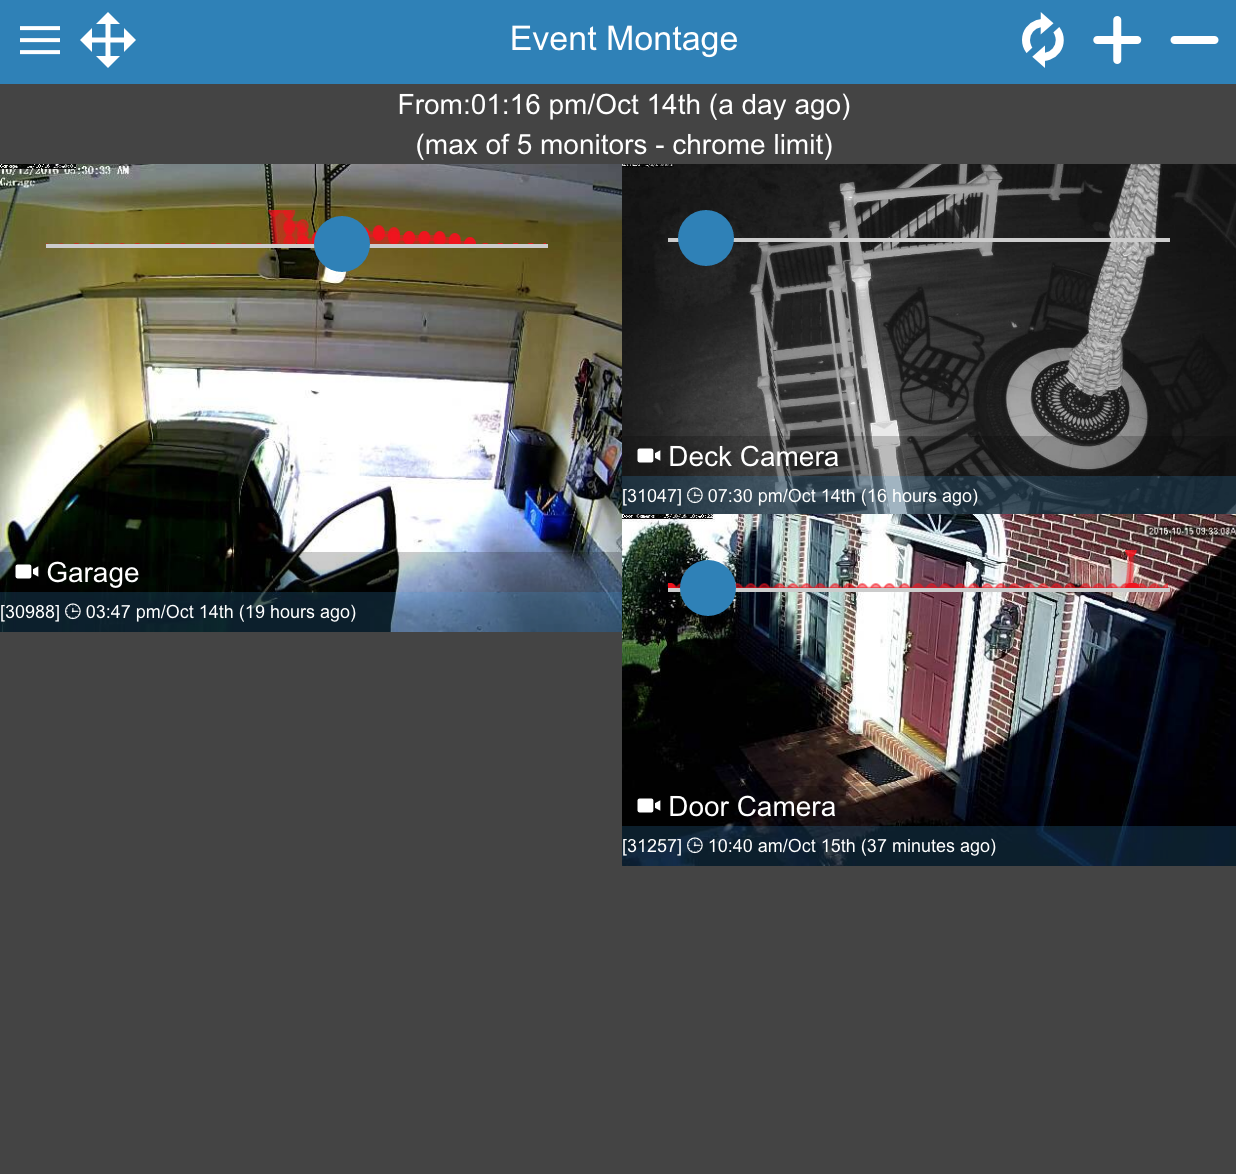 Event Montage
From:01:16 pm/Oct 14th (a day ago)
(max of 5 monitors - chrome limit)
10/12/2016 05:30:33 AM
Garage
Garage
[30988] 03:47 pm/Oct 14th (19 hours ago)
Deck Camera
[31047] 07:30 pm/Oct 14th (16 hours ago)
2016-10-15 09:33:08A
Door Camera
[31257] 10:40 am/Oct 15th (37 minutes ago)